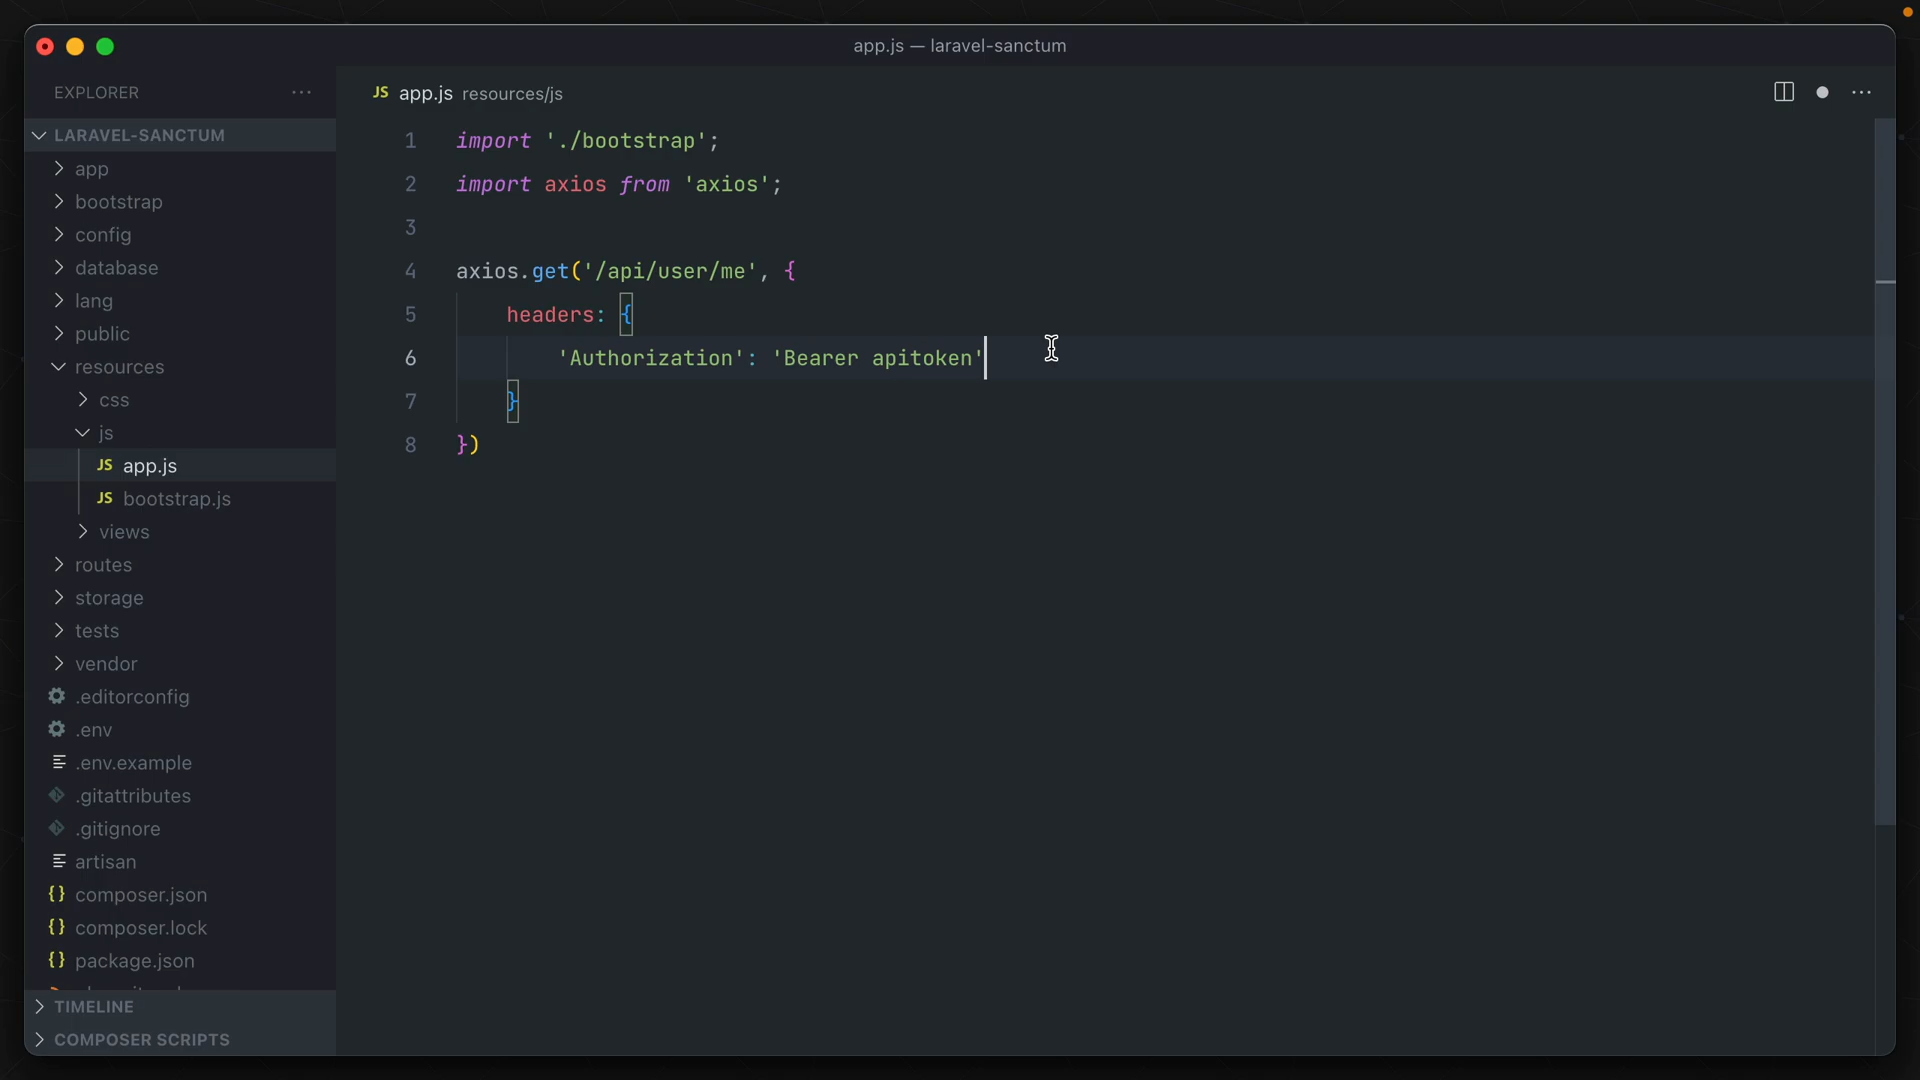 app.js — laravel-sanctum
EXPLORER
LARAVEL-SANCTUM
app
bootstrap
config
database
lang
public
resources
css
js
JS app.js
JS bootstrap.js
views
routes
storage
tests
vendor
.editorconfig
.env
.env.example
.gitattributes
.gitignore
artisan
{} composer.json
{} composer.lock
{} package.json
TIMELINE
COMPOSER SCRIPTS
JS app.js resources/js
1 import './bootstrap';
2 import axios from 'axios';
3
4 axios.get('/api/user/me', {
5 headers: {
6 'Authorization': 'Bearer apitoken'
7 }
8 })